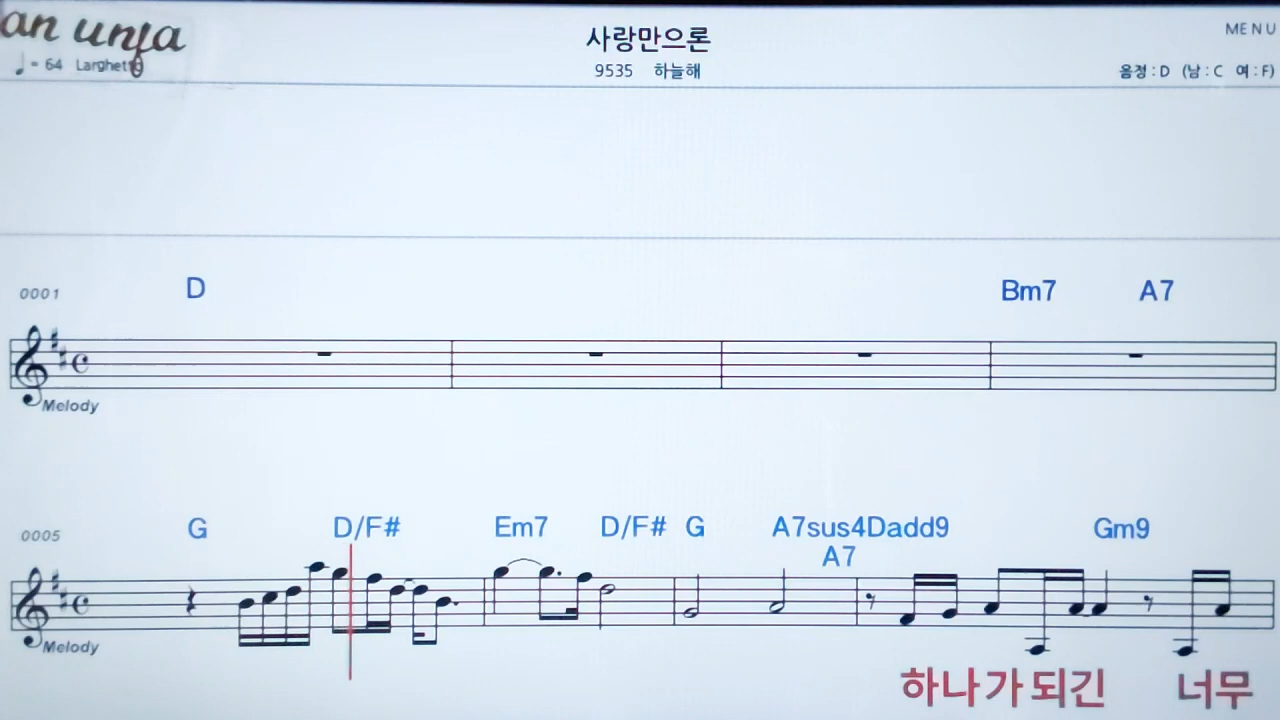 an unfa
사랑만으론
MENU
♩= 64 Larghetto
9535 하늘해
음정 : D (남 : C 여 : F)
0001 D Bm7 A7
Melody
0005 G D/F# Em7 D/F# G A7sus4Dadd9 Gm9
A7
Melody
하나가되긴 너무